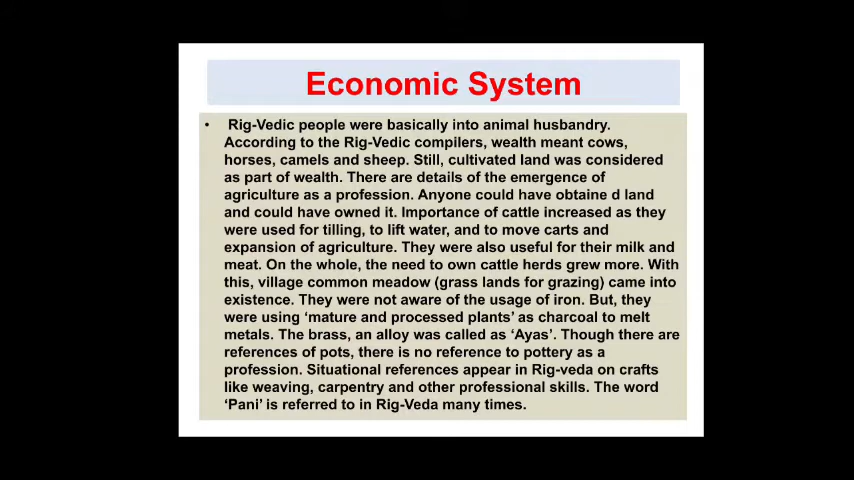 Economic System
• Rig-Vedic people were basically into animal husbandry.
According to the Rig-Vedic compilers, wealth meant cows,
horses, camels and sheep. Still, cultivated land was considered
as part of wealth. There are details of the emergence of
agriculture as a profession. Anyone could have obtaine d land
and could have owned it. Importance of cattle increased as they
were used for tilling, to lift water, and to move carts and
expansion of agriculture. They were also useful for their milk and
meat. On the whole, the need to own cattle herds grew more. With
this, village common meadow (grass lands for grazing) came into
existence. They were not aware of the usage of iron. But, they
were using ‘mature and processed plants’ as charcoal to melt
metals. The brass, an alloy was called as ‘Ayas’. Though there are
references of pots, there is no reference to pottery as a
profession. Situational references appear in Rig-veda on crafts
like weaving, carpentry and other professional skills. The word
‘Pani’ is referred to in Rig-Veda many times.